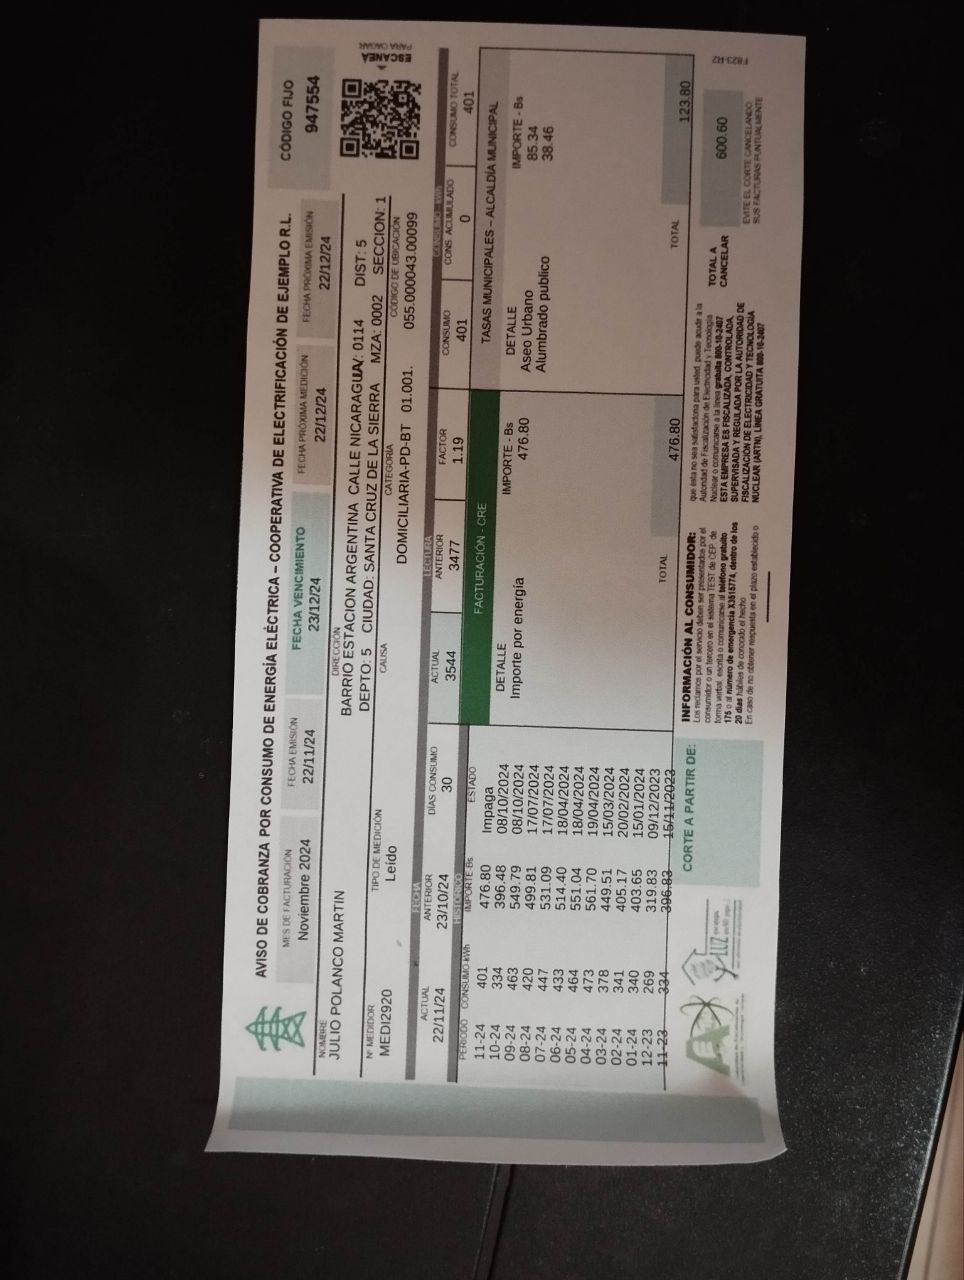 AVISO DE COBRANZA POR CONSUMO DE ENERGÍA ELÉCTRICA – COOPERATIVA DE ELECTRIFICACIÓN DE EJEMPLO R.L.
CÓDIGO FIJO
947554
MES DE FACTURACIÓN
Noviembre 2024
FECHA EMISIÓN
22/11/24
FECHA VENCIMIENTO
23/12/24
FECHA PRÓXIMA MEDICIÓN
22/12/24
FECHA PRÓXIMA EMISIÓN
22/12/24
ESCANEA
PARA
NOMBRE
JULIO POLANCO MARTIN
DIRECCIÓN
BARRIO ESTACION ARGENTINA CALLE NICARAGUA/: 0114 DIST: 5
DEPTO: 5 CIUDAD: SANTA CRUZ DE LA SIERRA MZA: 0002 SECCION: 1
Nº MEDIDOR
MEDI2920
TIPO DE MEDICIÓN
Leído
CAUSA
CATEGORÍA
DOMICILIARIA-PD-BT 01.001.
CÓDIGO DE UBICACIÓN
055.000043.00099
FECHA
LECTURA
CONSUMO - kWh
ACTUAL ANTERIOR DÍAS CONSUMO ACTUAL ANTERIOR FACTOR CONSUMO CONS. ACUMULADO CONSUMO TOTAL
22/11/24 23/10/24 30 3544 3477 1.19 401 0 401
HISTÓRICO
PERIODO CONSUMO-kWh IMPORTE-Bs ESTADO
11-24 401 476.80 Impaga
10-24 334 396.48 08/10/2024
09-24 463 549.79 08/10/2024
08-24 420 499.81 17/07/2024
07-24 447 531.09 17/07/2024
06-24 433 514.40 18/04/2024
05-24 464 551.04 18/04/2024
04-24 473 561.70 19/04/2024
03-24 378 449.51 15/03/2024
02-24 341 405.17 20/02/2024
01-24 340 403.65 15/01/2024
12-23 269 319.83 09/12/2023
11-23 334 396.83 15/11/2023
FACTURACIÓN - CRE
DETALLE IMPORTE - Bs
Importe por energía 476.80
TOTAL 476.80
TASAS MUNICIPALES – ALCALDÍA MUNICIPAL
DETALLE IMPORTE - Bs
Aseo Urbano 85.34
Alumbrado publico 38.46
TOTAL 123.80
LUZ
CORTE A PARTIR DE:
INFORMACIÓN AL CONSUMIDOR:
Los reclamos por el servicio deben ser presentados por el
consumidor o un tercero en el sistema TEST de CEP, de
forma verbal, escrita o comunicarse al teléfono gratuito
175 o al número de emergencia X3515774, dentro de los
20 días hábiles de conocido el hecho
En caso de no obtener respuesta en el plazo establecido o
que ésta no sea satisfactoria para usted, puede acudir a la
Autoridad de Fiscalización de Electricidad y Tecnología
Nuclear o comunicarse a la línea gratuita 800-10-2407
ESTA EMPRESA ES FISCALIZADA, CONTROLADA,
SUPERVISADA Y REGULADA POR LA AUTORIDAD DE
FISCALIZACIÓN DE ELECTRICIDAD Y TECNOLOGÍA
NUCLEAR (AETN), LÍNEA GRATUITA 800-10-2407
TOTAL A
CANCELAR
600.60
EVITE EL CORTE CANCELANDO
SUS FACTURAS PUNTUALMENTE
F823-R2